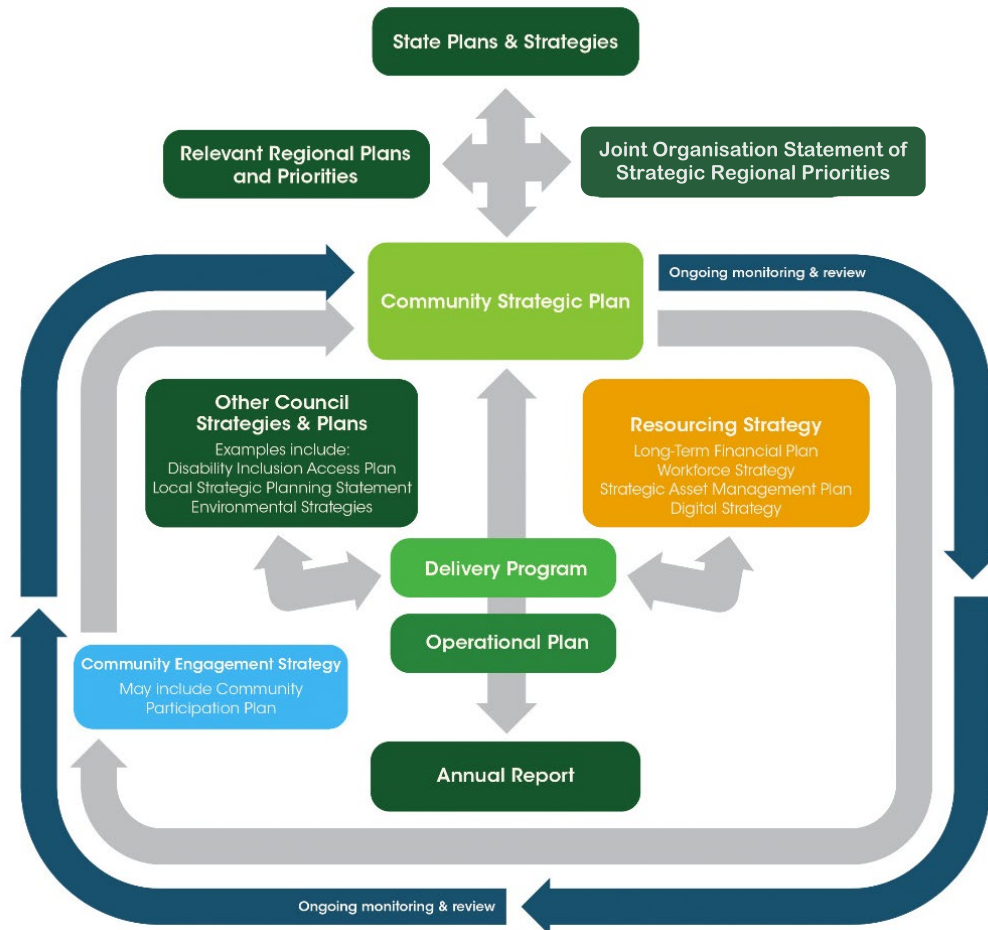 State Plans & Strategies
Relevant Regional Plans
and Priorities
Joint Organisation Statement of
Strategic Regional Priorities
Community Strategic Plan
Ongoing monitoring & review
Other Council
Strategies & Plans
Examples include:
Disability Inclusion Access Plan
Local Strategic Planning Statement
Environmental Strategies
Resourcing Strategy
Long-Term Financial Plan
Workforce Strategy
Strategic Asset Management Plan
Digital Strategy
Delivery Program
Operational Plan
Community Engagement Strategy
May include Community
Participation Plan
Annual Report
Ongoing monitoring & review